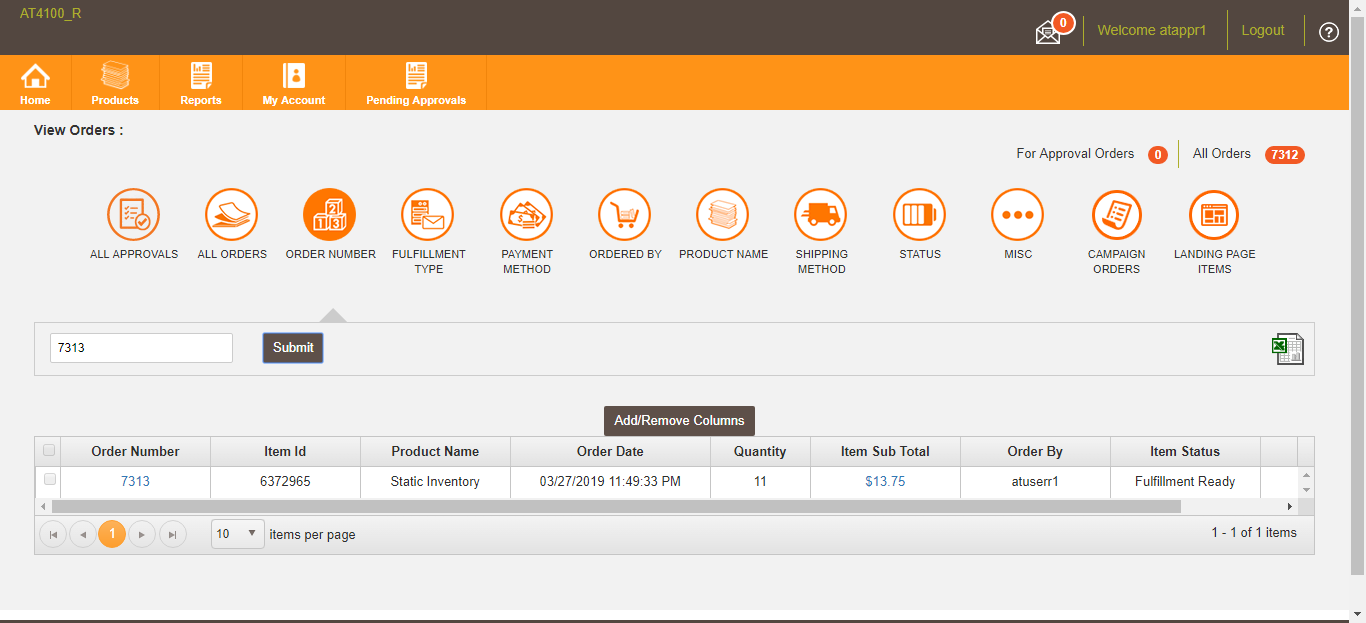 AT4100_R
0
Welcome atappr1
Logout
?
Home
Products
Reports
My Account
Pending Approvals
View Orders :
For Approval Orders 0
All Orders 7312
ALL APPROVALS
ALL ORDERS
2
1 3
ORDER NUMBER
FULFILLMENT
TYPE
PAYMENT
METHOD
ORDERED BY
PRODUCT NAME
SHIPPING
METHOD
STATUS
MISC
CAMPAIGN
ORDERS
LANDING PAGE
ITEMS
7313
Submit
Add/Remove Columns
Order Number Item Id Product Name Order Date Quantity Item Sub Total Order By Item Status
7313 6372965 Static Inventory 03/27/2019 11:49:33 PM 11 $13.75 atuserr1 Fulfillment Ready
1
10 items per page
1 - 1 of 1 items